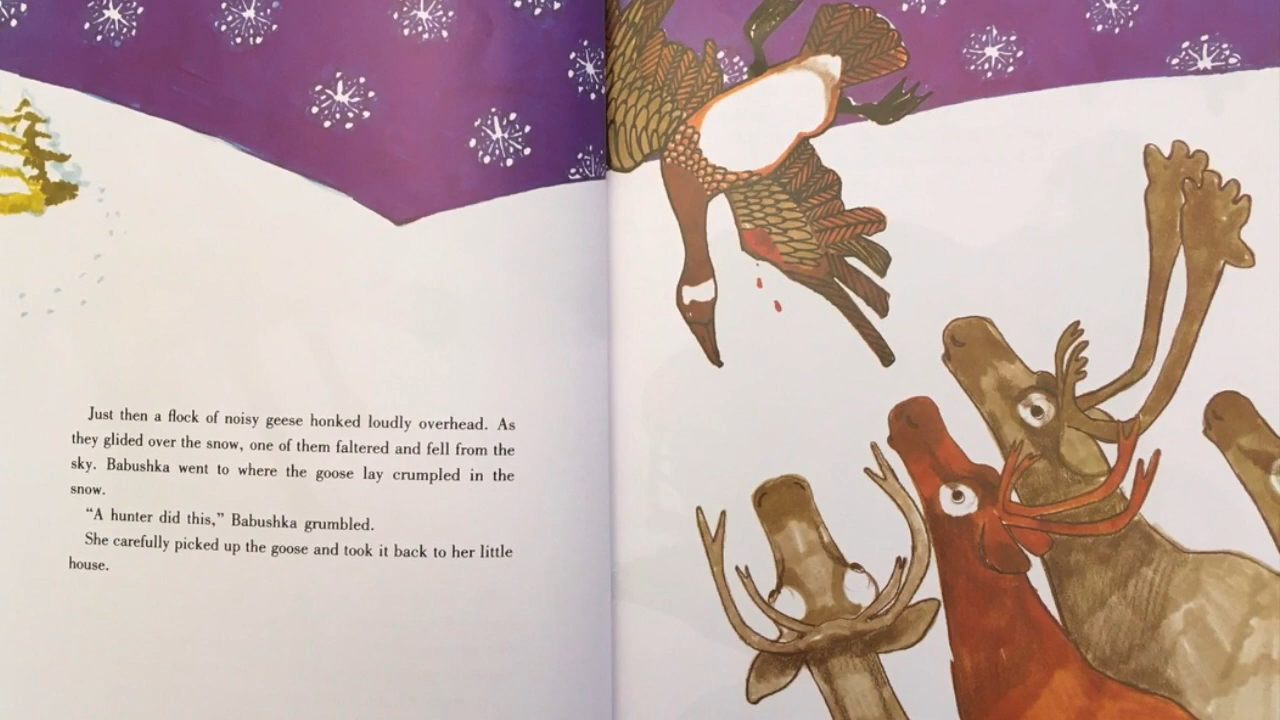 Just then a flock of noisy geese honked loudly overhead. As
they glided over the snow, one of them faltered and fell from the
sky. Babushka went to where the goose lay crumpled in the
snow.
“A hunter did this,” Babushka grumbled.
She carefully picked up the goose and took it back to her little
house.